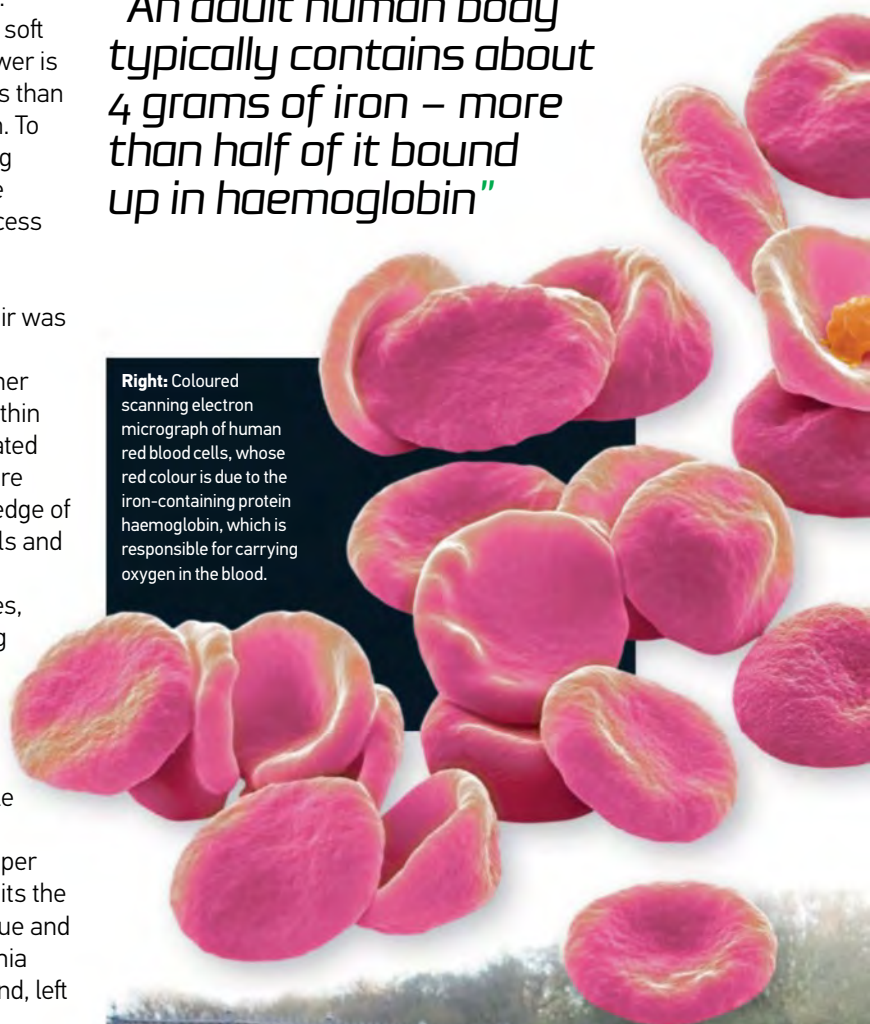 soft
wer is
s than
. To
g
e
cess
ir was
ner
thin
ated
re
edge of
ls and
es,
g
e
per
its the
ue and
nia
nd, left
An adult human body
typically contains about
4 grams of iron – more
than half of it bound
up in haemoglobin”
Right: Coloured
scanning electron
micrograph of human
red blood cells, whose
red colour is due to the
iron-containing protein
haemoglobin, which is
responsible for carrying
oxygen in the blood.